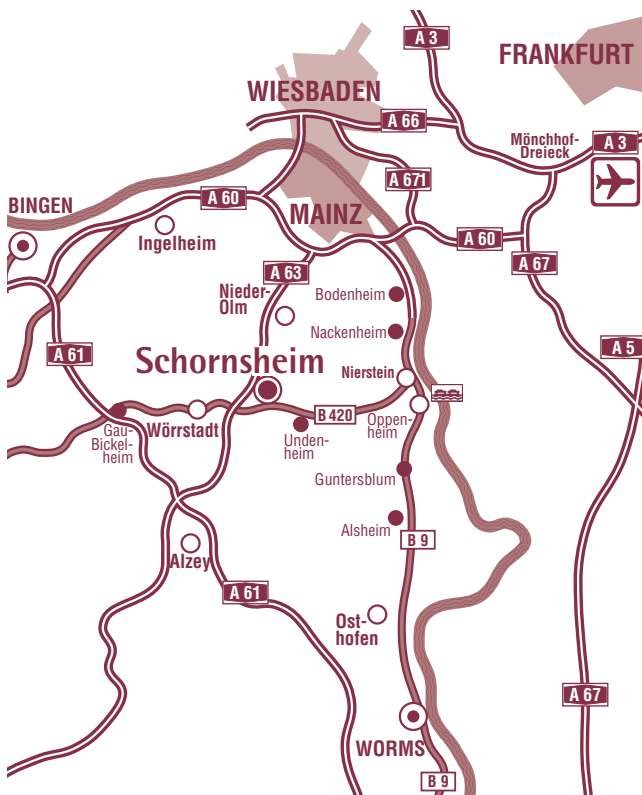 A 3
FRANKFURT
WIESBADEN
A 66
Mönchhof-
Dreieck
A 3
A 671
A 60
BINGEN
MAINZ
Ingelheim
A 60
A 63
A 67
Nieder-
Olm
Bodenheim
Nackenheim
A 61
A 5
Schornsheim
Nierstein
B 420
Oppen-
heim
Gau-
Bickel-
heim
Wörrstadt
Unden-
heim
Guntersblum
Alsheim
B 9
Alzey
A 61
Ost-
hofen
A 67
WORMS
B 9